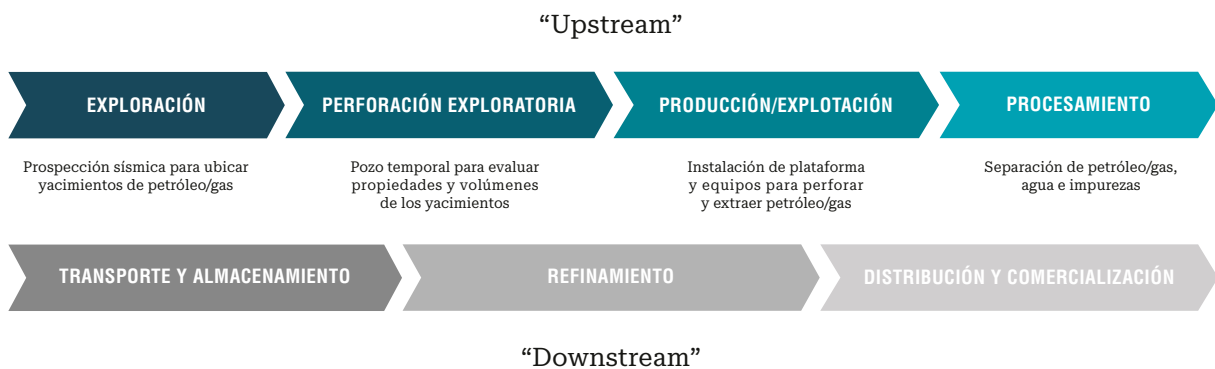 “Upstream”
EXPLORACIÓN
PERFORACIÓN EXPLORATORIA
PRODUCCIÓN/EXPLOTACIÓN
PROCESAMIENTO
Prospección sísmica para ubicar
yacimientos de petróleo/gas
Pozo temporal para evaluar
propiedades y volúmenes
de los yacimientos
Instalación de plataforma
y equipos para perforar
y extraer petróleo/gas
Separación de petróleo/gas,
agua e impurezas
TRANSPORTE Y ALMACENAMIENTO
REFINAMIENTO
DISTRIBUCIÓN Y COMERCIALIZACIÓN
“Downstream”